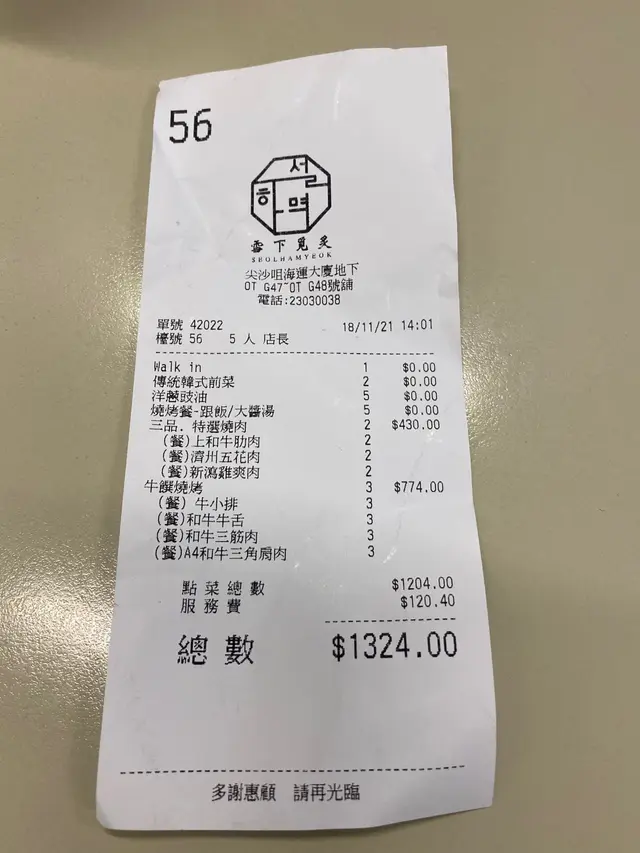 56
설하멱
雪下覓炙
SEOLHAMYEOK
尖沙咀海運大廈地下
OT G47~OT G48號舖
電話:23030038
單號 42022 18/11/21 14:01
檯號 56 5 人 店長
Walk in 1 $0.00
傳統韓式前菜 2 $0.00
洋蔥豉油 5 $0.00
燒烤餐-跟飯/大醬湯 5 $0.00
三品. 特選燒肉 2 $430.00
(餐)上和牛肋肉 2
(餐)濟州五花肉 2
(餐)新潟雞爽肉 2
牛饌燒烤 3 $774.00
(餐) 牛小排 3
(餐)和牛牛舌 3
(餐)和牛三筋肉 3
(餐)A4和牛三角肩肉 3
點菜總數 $1204.00
服務費 $120.40
總數 $1324.00
多謝惠顧 請再光臨